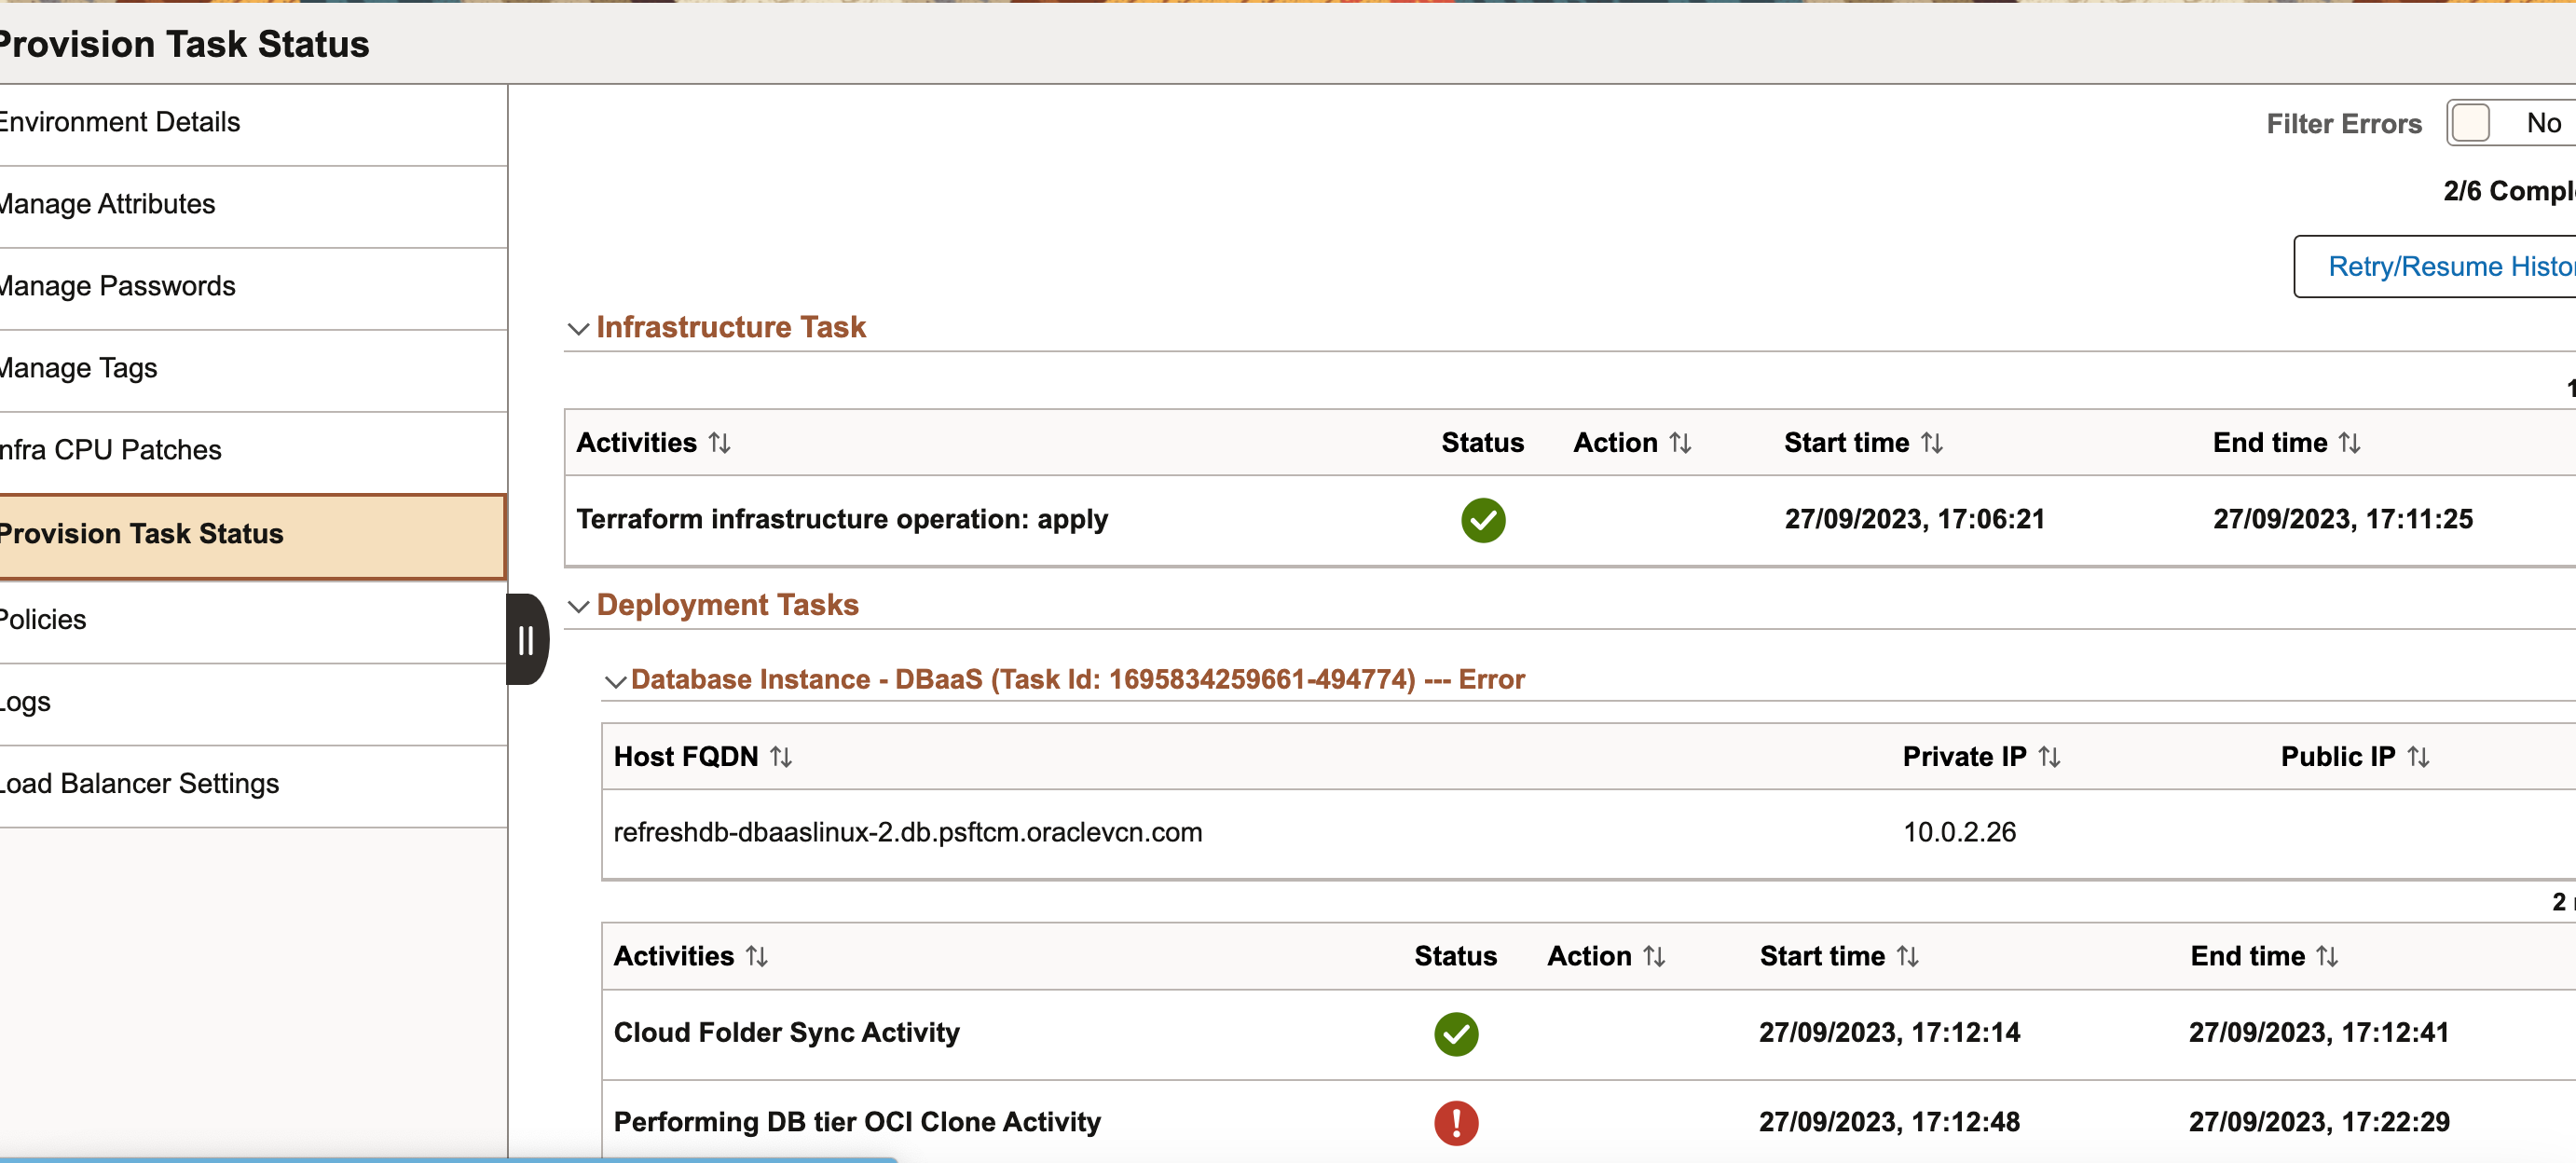 Provision Task Status
Environment Details
Manage Attributes
Manage Passwords
Manage Tags
Infra CPU Patches
Provision Task Status
Policies
Logs
Load Balancer Settings
Filter Errors No
2/6
Retry/Resume
Infrastructure Task
Activities Status Action Start time End time
Terraform infrastructure operation: apply 27/09/2023, 17:06:21 27/09/2023, 17:11:25
Deployment Tasks
Database Instance - DBaaS (Task Id: 1695834259661-494774) --- Error
Host FQDN Private IP Public IP
refreshdb-dbaaslinux-2.db.psftcm.oraclevcn.com 10.0.2.26
2
Activities Status Action Start time End time
Cloud Folder Sync Activity 27/09/2023, 17:12:14 27/09/2023, 17:12:41
Performing DB tier OCI Clone Activity 27/09/2023, 17:12:48 27/09/2023, 17:22:29